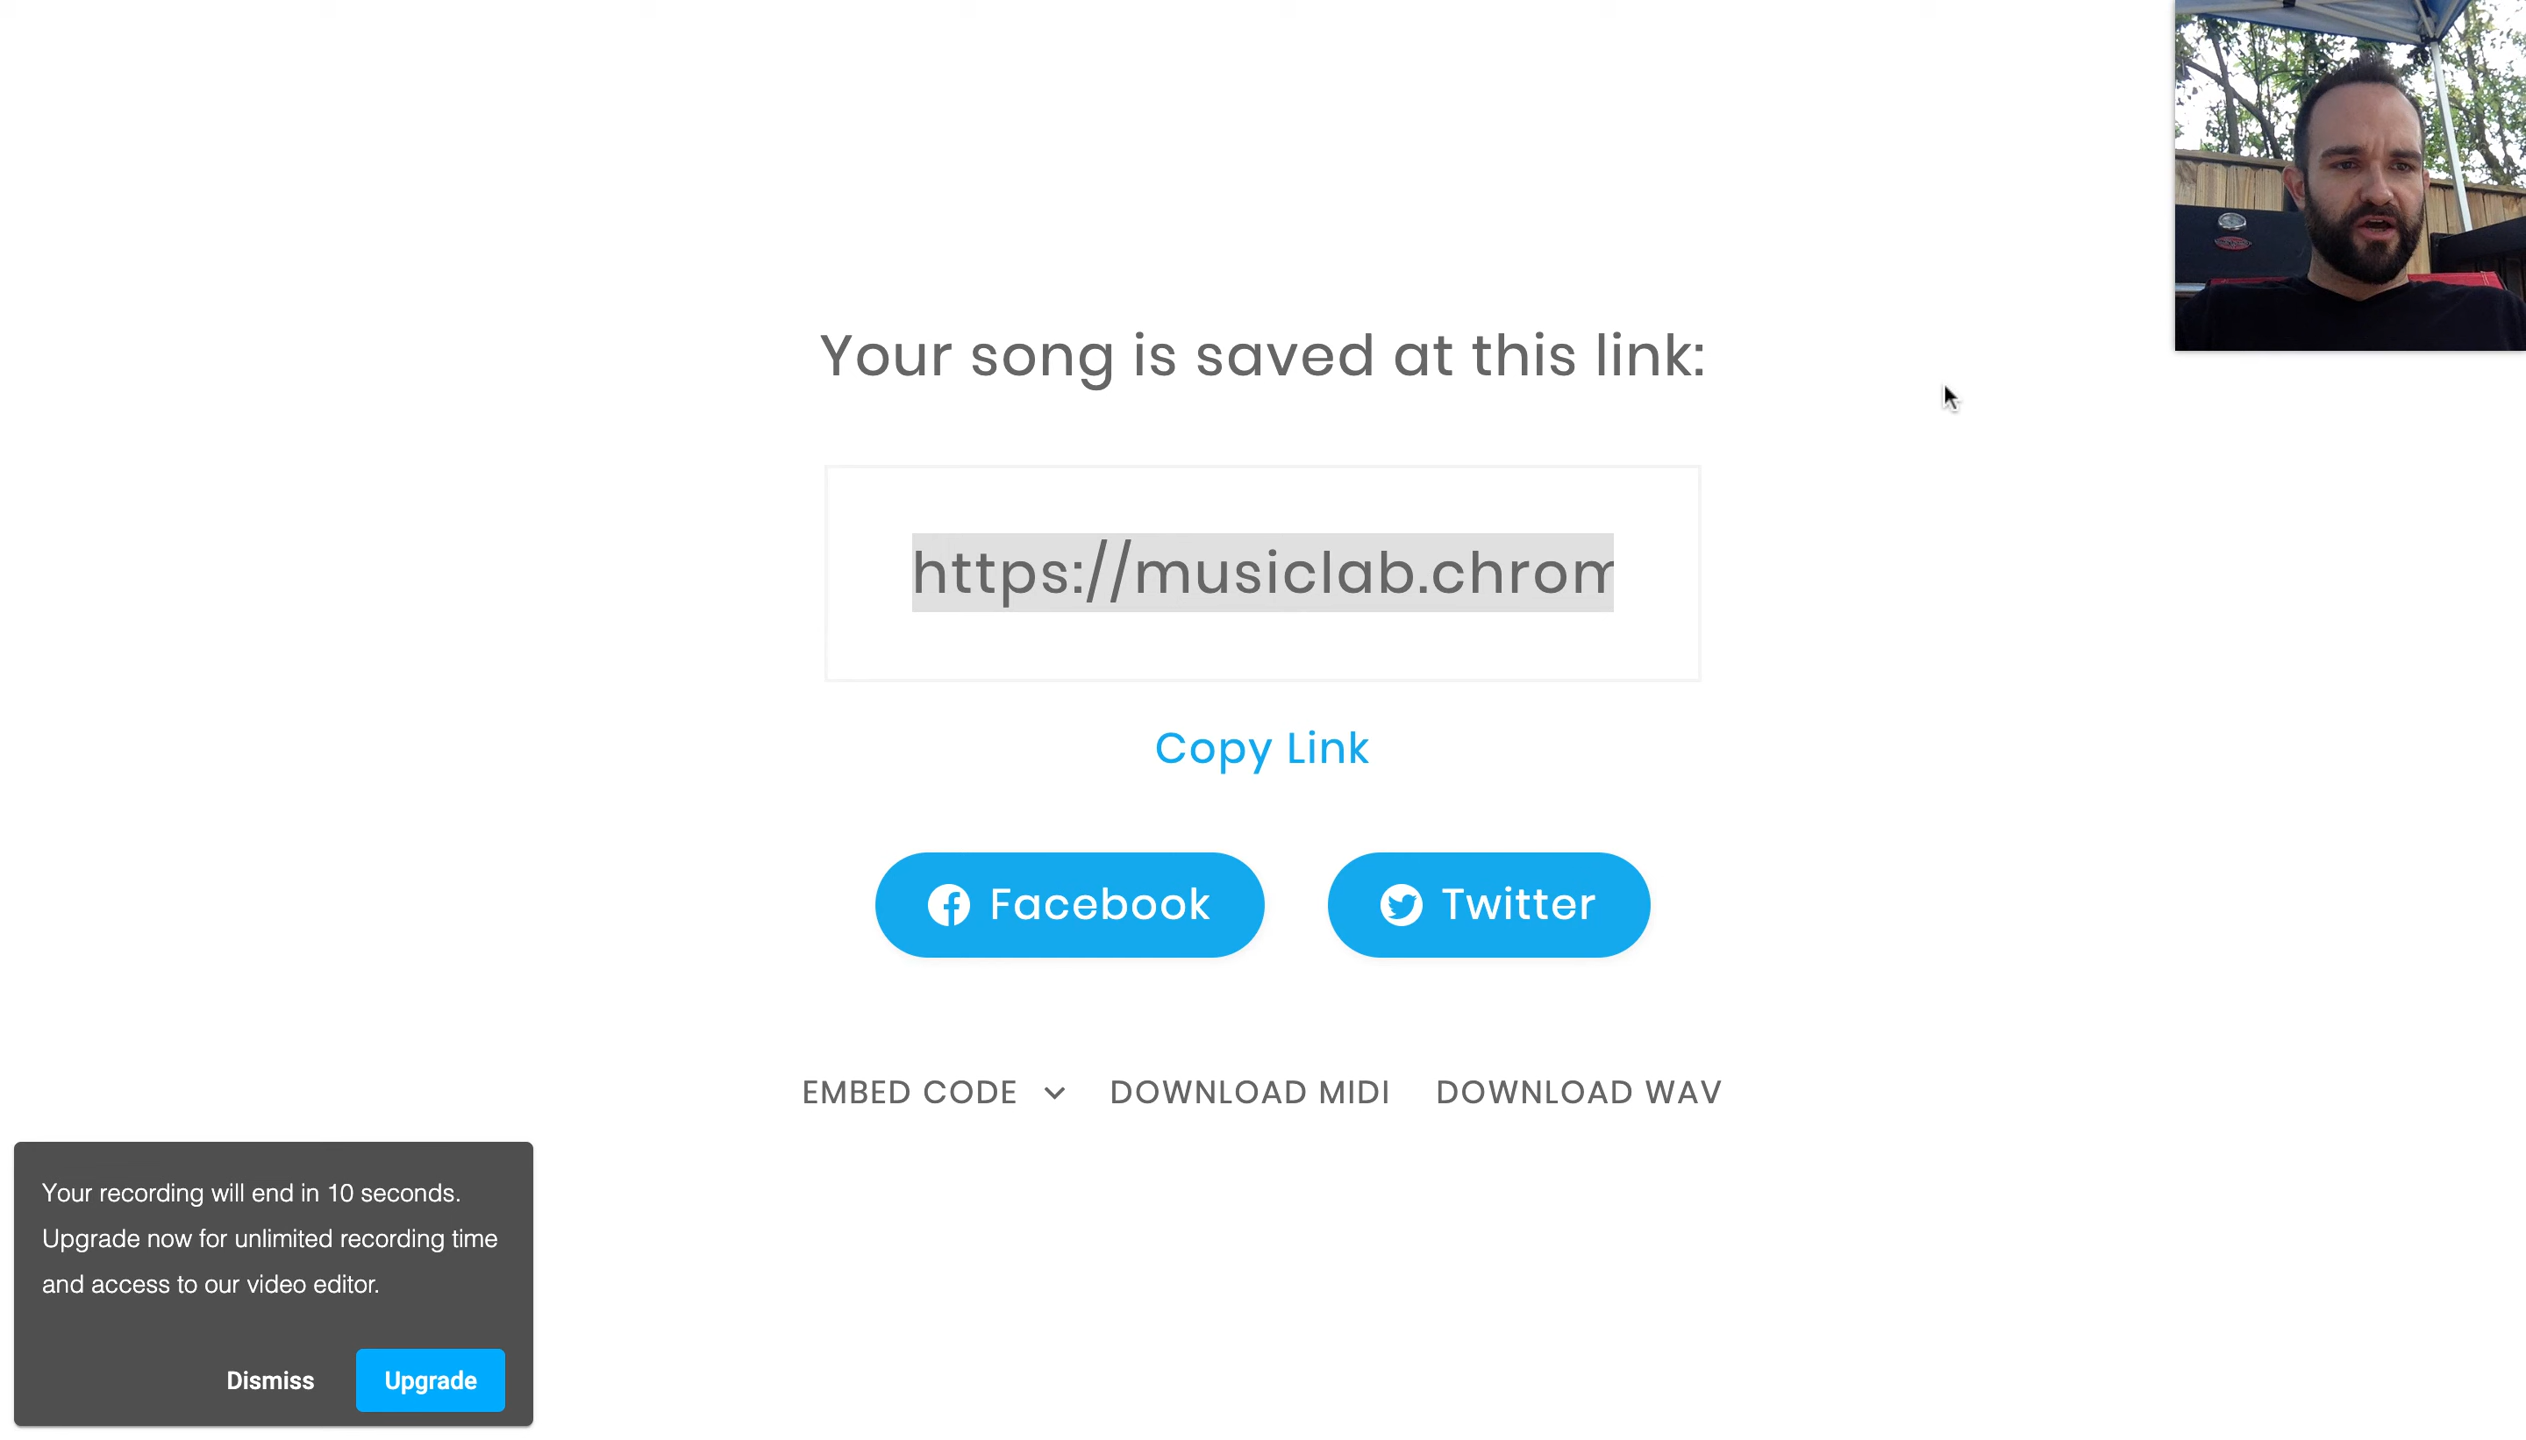 Your song is saved at this link:
https://musiclab.chrom
Copy Link
Facebook
Twitter
EMBED CODE
DOWNLOAD MIDI
DOWNLOAD WAV
Your recording will end in 10 seconds.
Upgrade now for unlimited recording time
and access to our video editor.
Dismiss
Upgrade